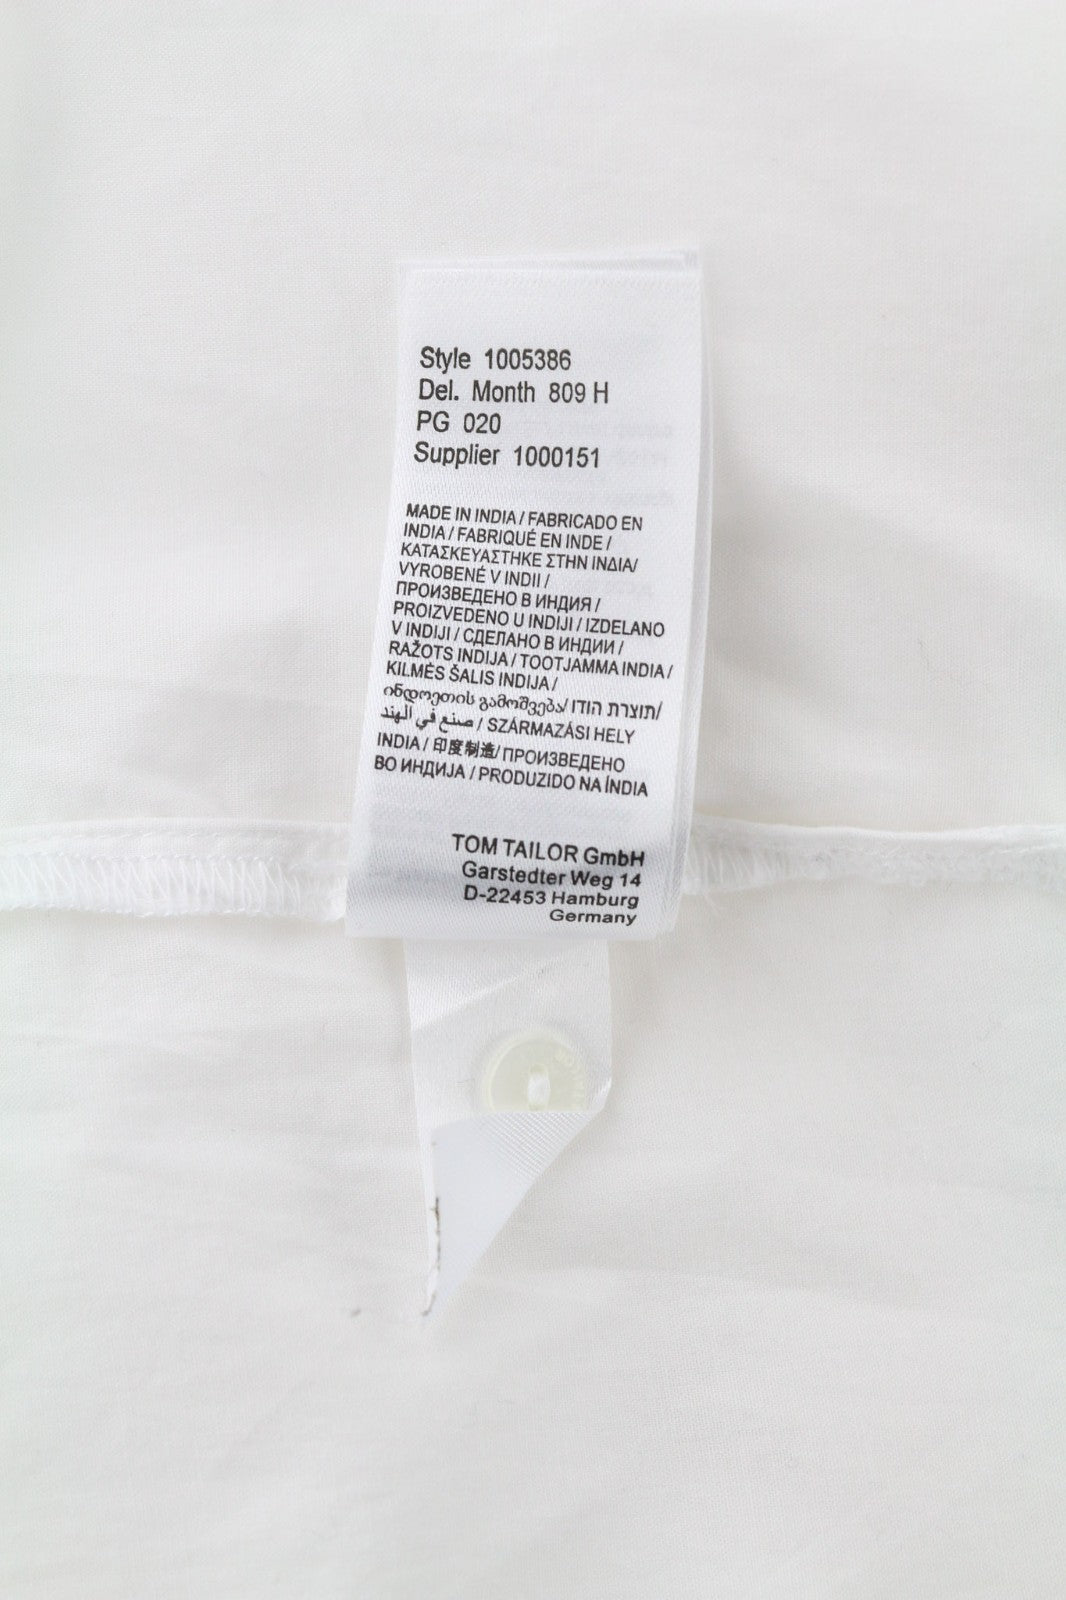 Style 1005386
Del. Month 809 H
PG 020
Supplier 1000151
MADE IN INDIA / FABRICADO EN
INDIA / FABRIQUÉ EN INDE /
ΚΑΤΑΣΚΕΥΑΣΤΗΚΕ ΣΤΗΝ ΙΝΔΙΑ/
VYROBENÉ V INDII /
ПРОИЗВЕДЕНО В ИНДИЯ /
PROIZVEDENO U INDIJI / IZDELANO
V INDIJI / СДЕЛАНО В ИНДИИ /
RAŽOTS INDIJA / TOOTJAMMA INDIA /
KILMĖS ŠALIS INDIJA /
ინდოეთის გამოშვება/ תוצרת הודו/
صنع في الهند / SZÁRMAZÁSI HELY
INDIA / 印度制造/ ПРОИЗВЕДЕНО
ВО ИНДИЈА / PRODUZIDO NA ÍNDIA
TOM TAILOR GmbH
Garstedter Weg 14
D-22453 Hamburg
Germany